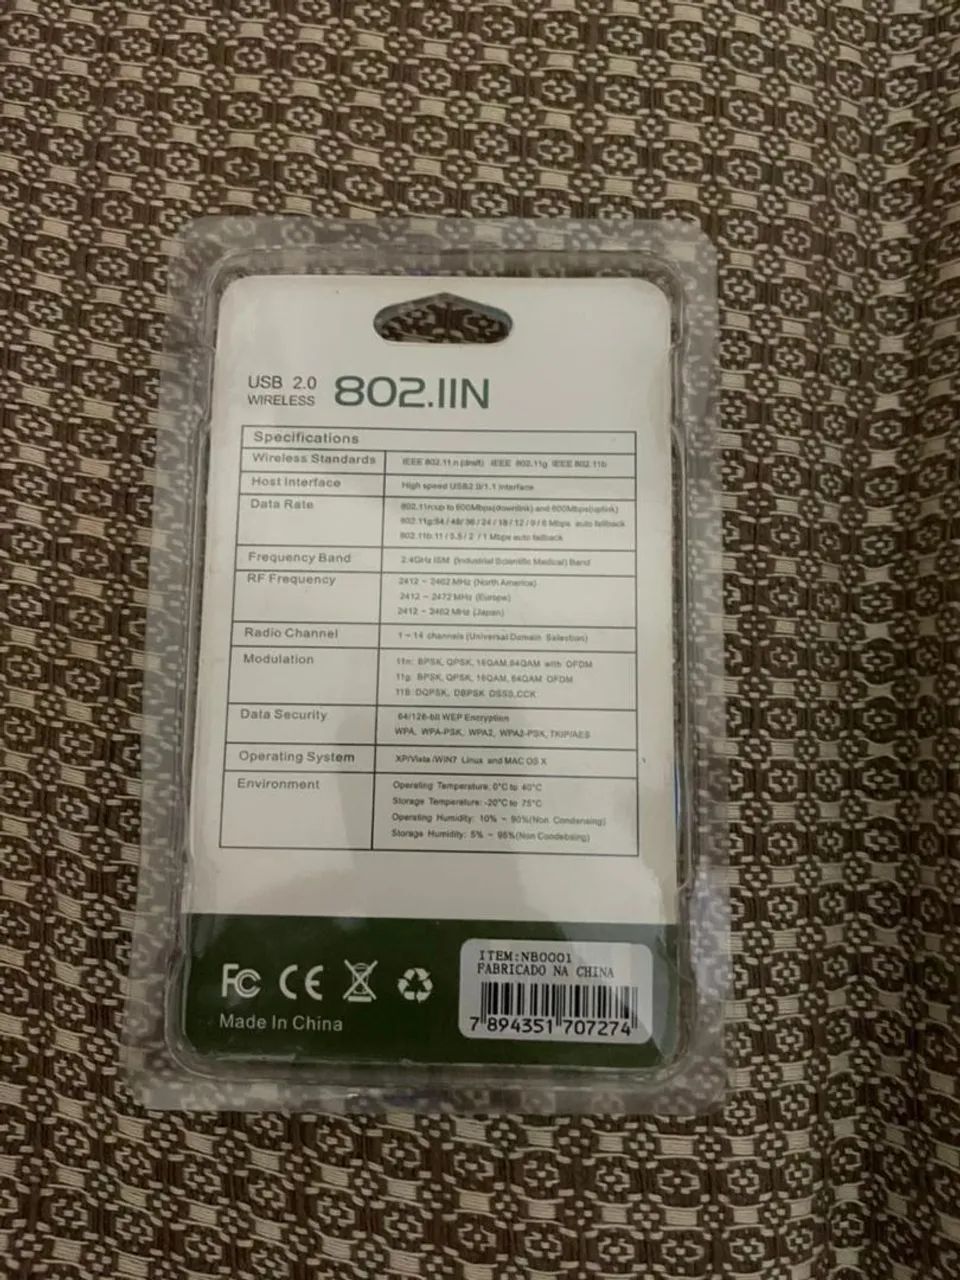 USB 2.0
WIRELESS 802.IIN
Specifications
Wireless Standards IEEE 802.11 n (draft) IEEE 802.11g IEEE 802.11b
Host Interface High speed USB2.0/1.1 interface
Data Rate 802.11n:up to 600Mbps(downlink) and 600Mbps(uplink)
802.11g:54 / 48 / 36 / 24 / 18 / 12 / 9 / 6 Mbps auto fallback
802.11b:11 / 5.5 / 2 / 1 Mbps auto fallback
Frequency Band 2.4GHz ISM (Industrial Scientific Medical) Band
RF Frequency 2412 ~ 2462 MHz (North America)
2412 ~ 2472 MHz (Europe)
2412 ~ 2462 MHz (Japan)
Radio Channel 1 ~ 14 channels (Universal Domain Selection)
Modulation 11n: BPSK, QPSK, 16QAM,64QAM with OFDM
11g: BPSK, QPSK, 16QAM, 64QAM OFDM
11B: DQPSK, DBPSK DSSS,CCK
Data Security 64/128-bit WEP Encryption
WPA, WPA-PSK, WPA2, WPA2-PSK, TKIP/AES
Operating System XP/Vista /WIN7 Linux and MAC OS X
Environment Operating Temperature: 0°C to 40°C
Storage Temperature: -20°C to 75°C
Operating Humidity: 10% ~ 90%(Non Condensing)
Storage Humidity: 5% ~ 95%(Non Condebsing)
FC CE
Made In China
ITEM:NB0001
FABRICADO NA CHINA
7 894351 707274